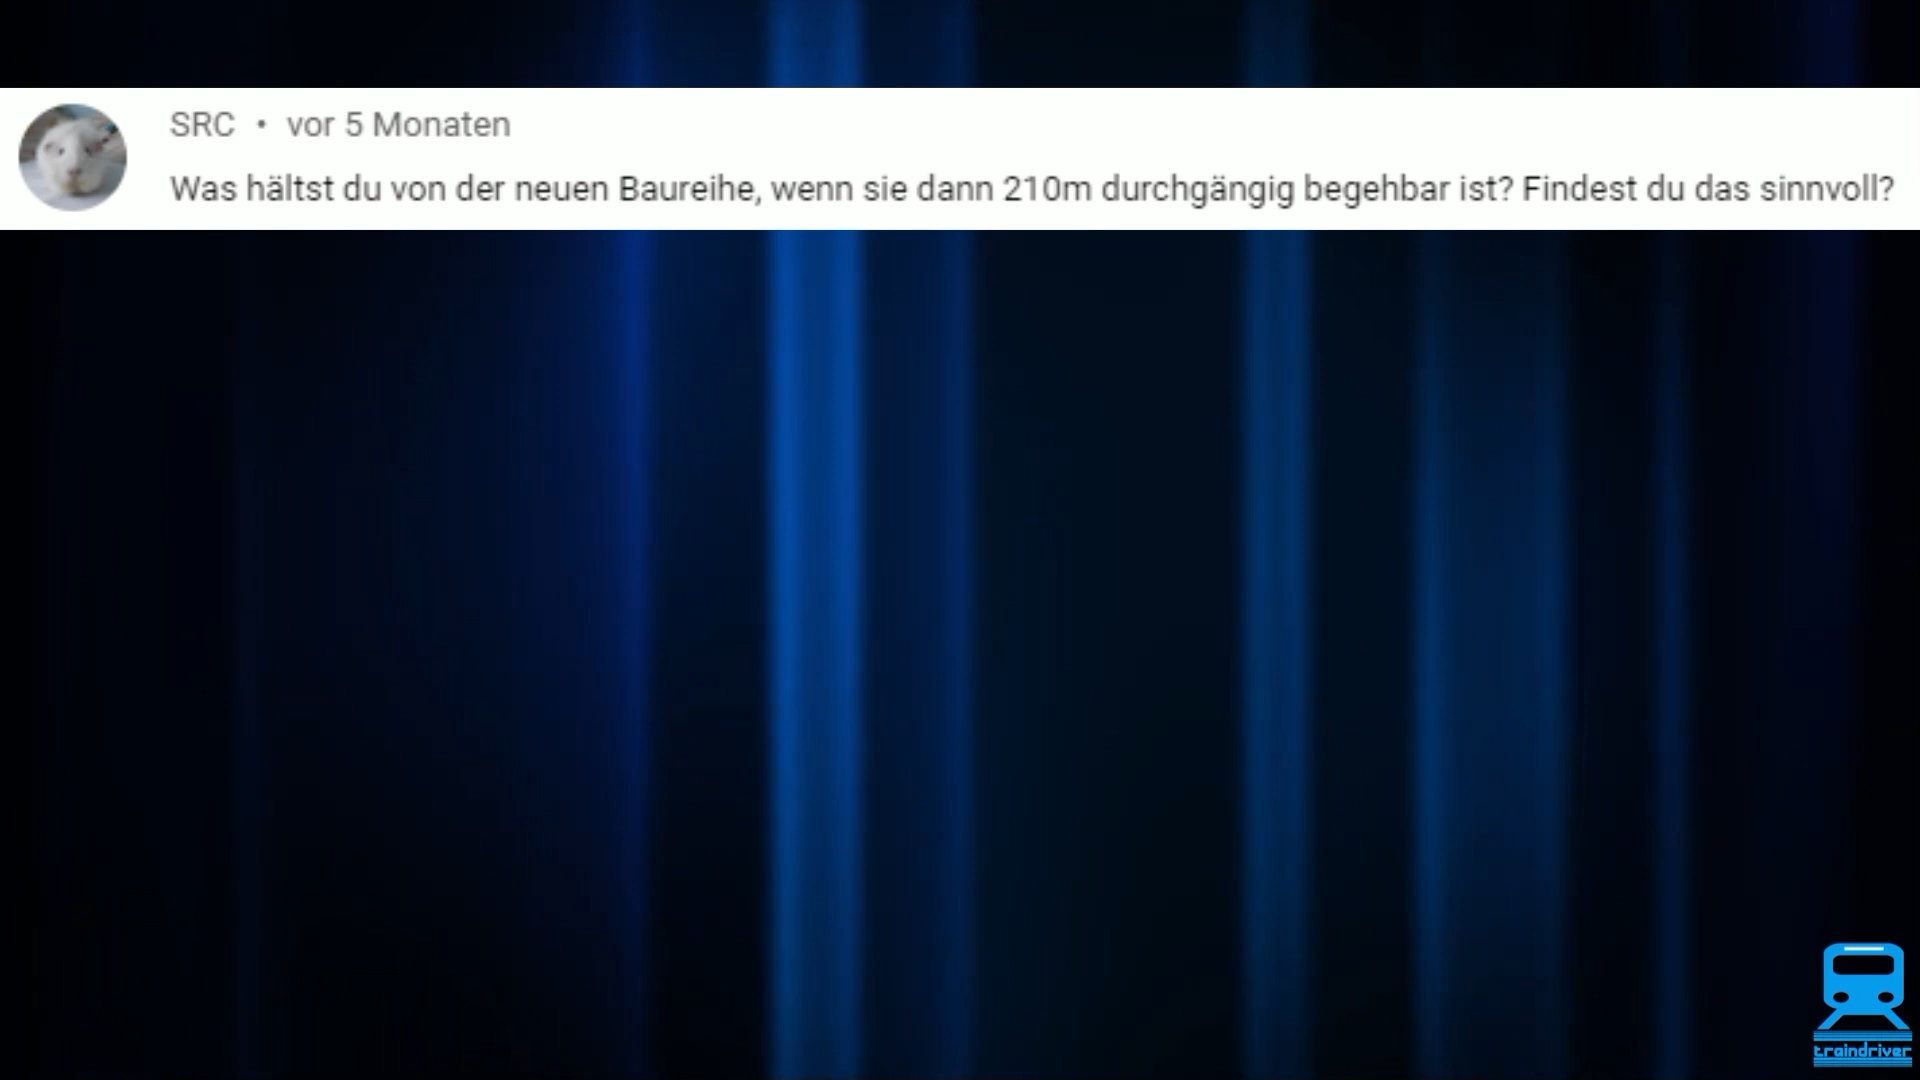 SRC • vor 5 Monaten
Was hältst du von der neuen Baureihe, wenn sie dann 210m durchgängig begehbar ist? Findest du das sinnvoll?
traindriver